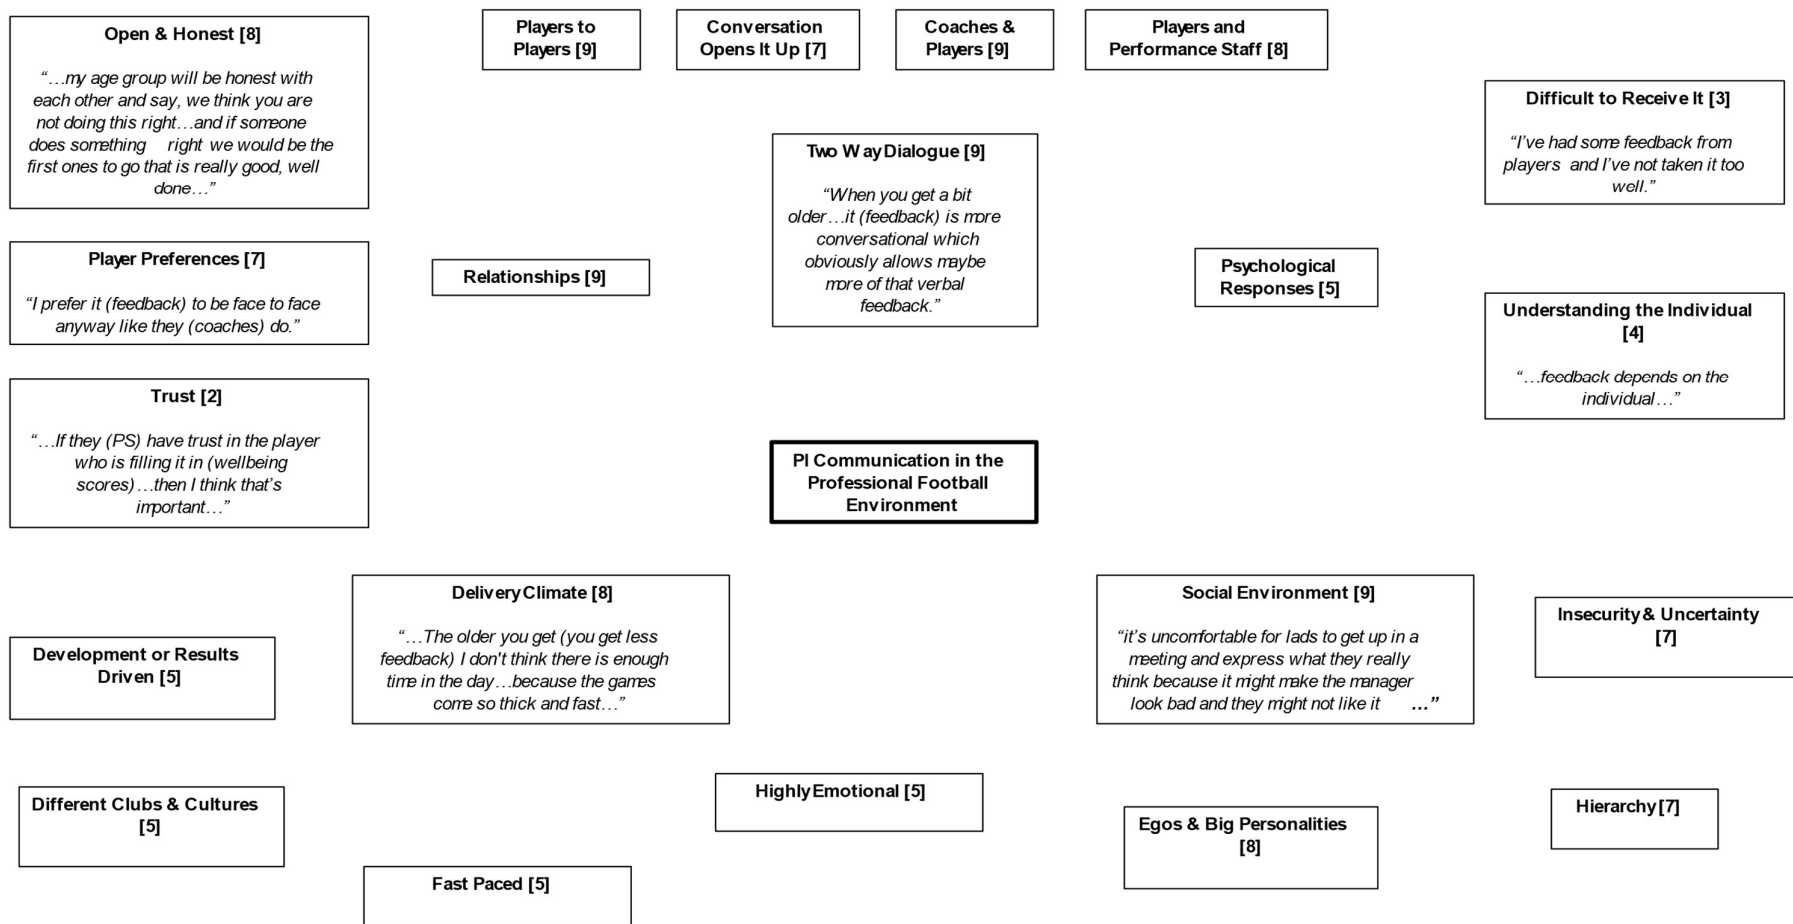 Open & Honest [8]
“…my age group will be honest with
each other and say, we think you are
not doing this right…and if someone
does something right we would be the
first ones to go that is really good, well
done…”
Players to
Players [9]
Conversation
Opens It Up [7]
Coaches &
Players [9]
Players and
Performance Staff [8]
Difficult to Receive It [3]
“I’ve had some feedback from
players and I’ve not taken it too
well.”
Two Way Dialogue [9]
“When you get a bit
older…it (feedback) is more
conversational which
obviously allows maybe
more of that verbal
feedback.”
Player Preferences [7]
“I prefer it (feedback) to be face to face
anyway like they (coaches) do.”
Relationships [9]
Psychological
Responses [5]
Understanding the Individual
[4]
“…feedback depends on the
individual…”
Trust [2]
“…If they (PS) have trust in the player
who is filling it in (wellbeing
scores)…then I think that’s
important…”
PI Communication in the
Professional Football
Environment
Delivery Climate [8]
“…The older you get (you get less
feedback) I don't think there is enough
time in the day…because the games
come so thick and fast…”
Social Environment [9]
“it’s uncomfortable for lads to get up in a
meeting and express what they really
think because it might make the manager
look bad and they might not like it …”
Insecurity & Uncertainty
[7]
Development or Results
Driven [5]
Different Clubs & Cultures
[5]
Highly Emotional [5]
Egos & Big Personalities
[8]
Hierarchy [7]
Fast Paced [5]